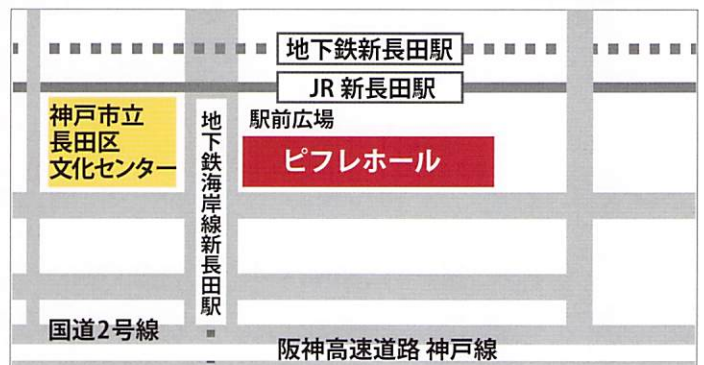 地下鉄新長田駅
JR 新長田駅
神戸市立
長田区
文化センター
地下鉄海岸線新長田駅
駅前広場
ピフレホール
国道2号線
阪神高速道路 神戸線